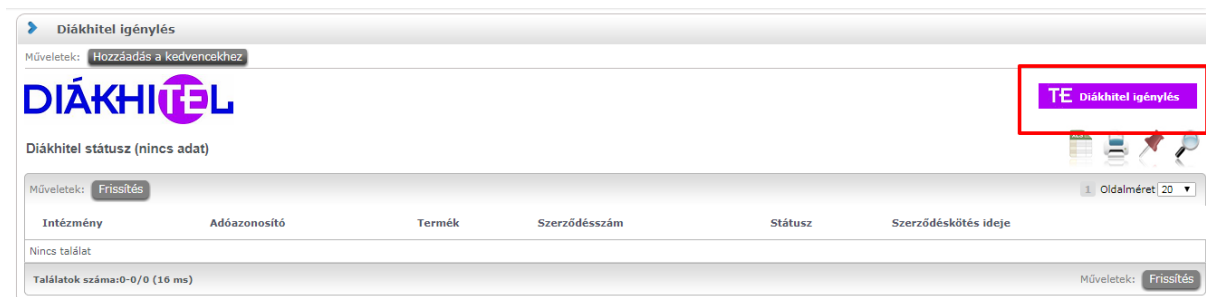 Diákhitel igénylés
Műveletek: Hozzáadás a kedvencekhez
DIÁKHITEL
TE Diákhitel igénylés
Diákhitel státusz (nincs adat)
Műveletek: Frissítés 1 Oldalméret 20
Intézmény Adóazonosító Termék Szerződésszám Státusz Szerződéskötés ideje
Nincs találat
Találatok száma:0-0/0 (16 ms) Műveletek: Frissítés